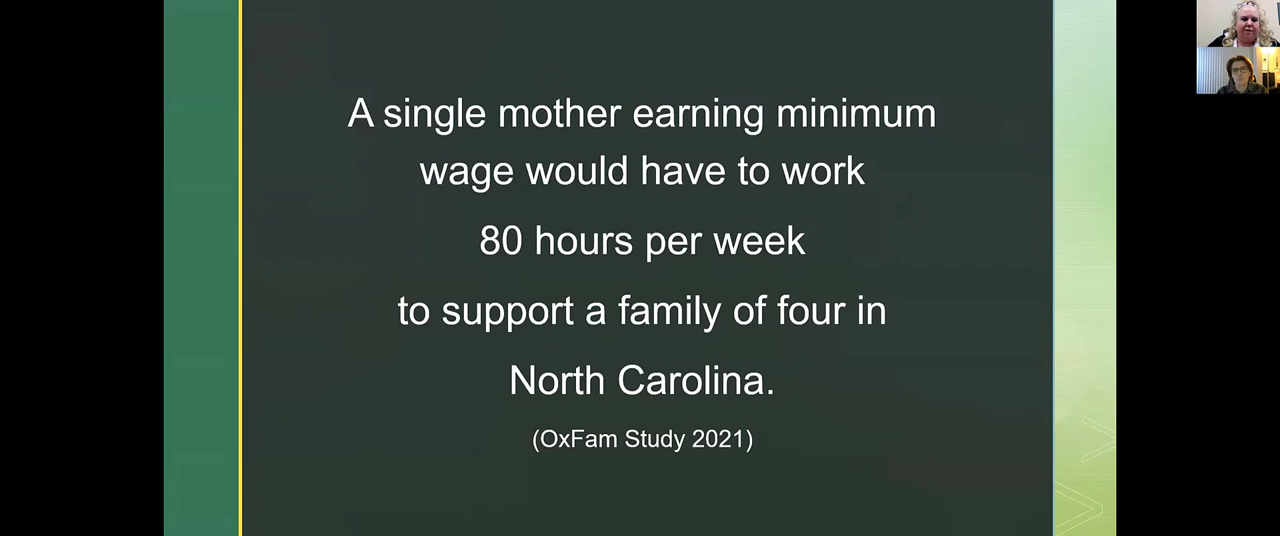 A single mother earning minimum
wage would have to work
80 hours per week
to support a family of four in
North Carolina.
(OxFam Study 2021)